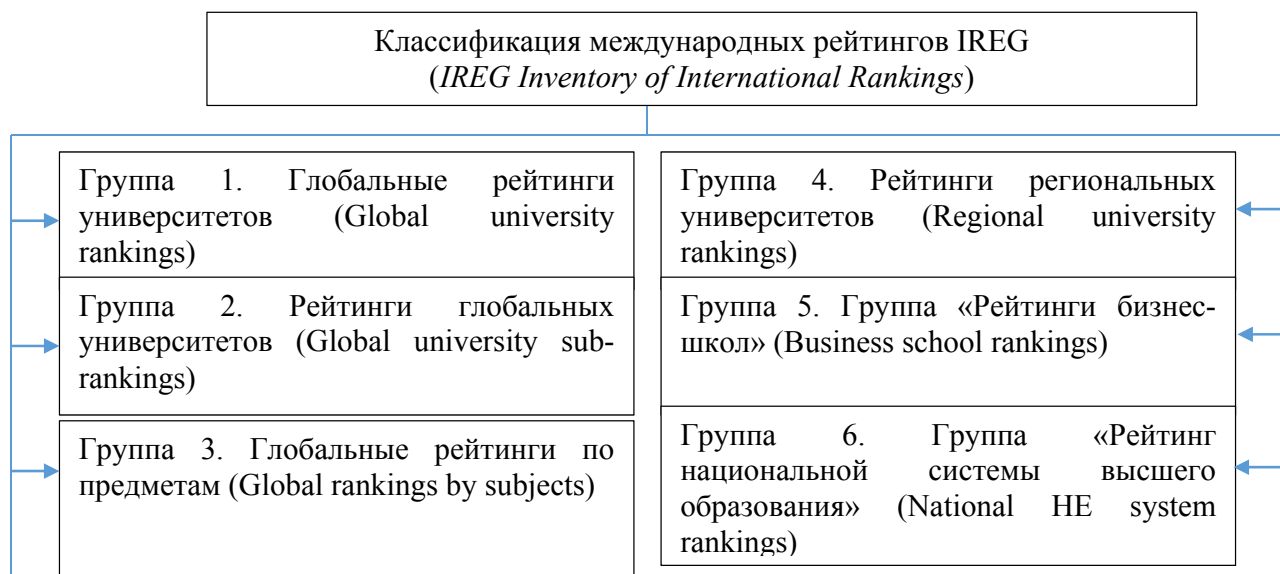 Классификация международных рейтингов IREG
(IREG Inventory of International Rankings)
Группа 1. Глобальные рейтинги
университетов (Global university
rankings)
Группа 2. Рейтинги глобальных
университетов (Global university sub-
rankings)
Группа 3. Глобальные рейтинги по
предметам (Global rankings by subjects)
Группа 4. Рейтинги региональных
университетов (Regional university
rankings)
Группа 5. Группа «Рейтинги бизнес-
школ» (Business school rankings)
Группа 6. Группа «Рейтинг
национальной системы высшего
образования» (National HE system
rankings)